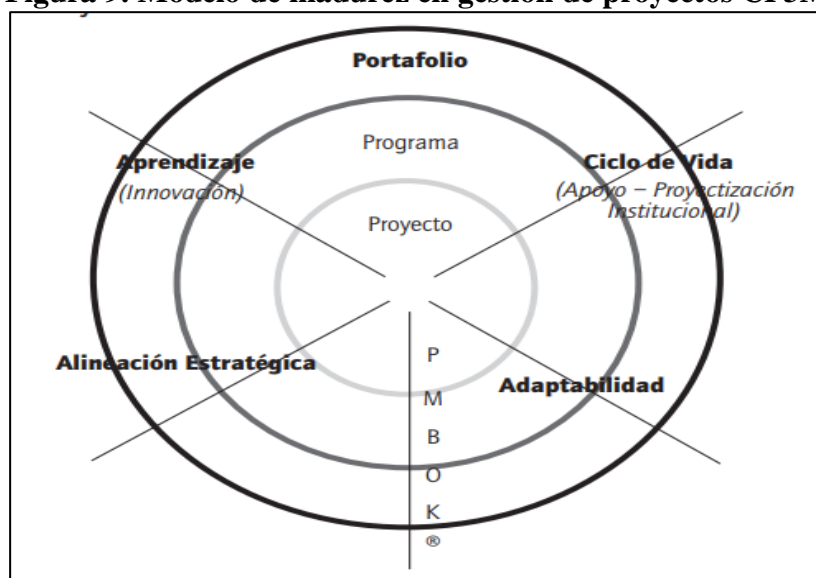 Figura 9. Modelo de madurez en gestión de proyectos
Portafolio
Programa
Aprendizaje
(Innovación)
Ciclo de Vida
(Apoyo – Proyectización
Institucional)
Proyecto
Alineación Estratégica
Adaptabilidad
P
M
B
O
K
®